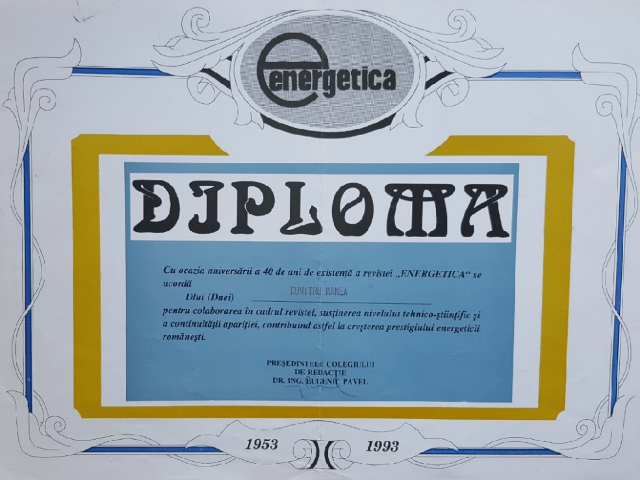 energetica
DIPLOMA
Cu ocazia aniversării a 40 de ani de existență a revistei „ENERGETICA“ se
acordă
Dlui (Dnei) DUMITRU MANEA
pentru colaborarea în cadrul revistei, susținerea nivelului tehnico-științific și
a continuității apariției, contribuind astfel la creșterea prestigiului energeticii
românești.
PREȘEDINTELE COLEGIULUI
DE REDACȚIE
DR. ING. EUGENIU PAVEL
1953 1993